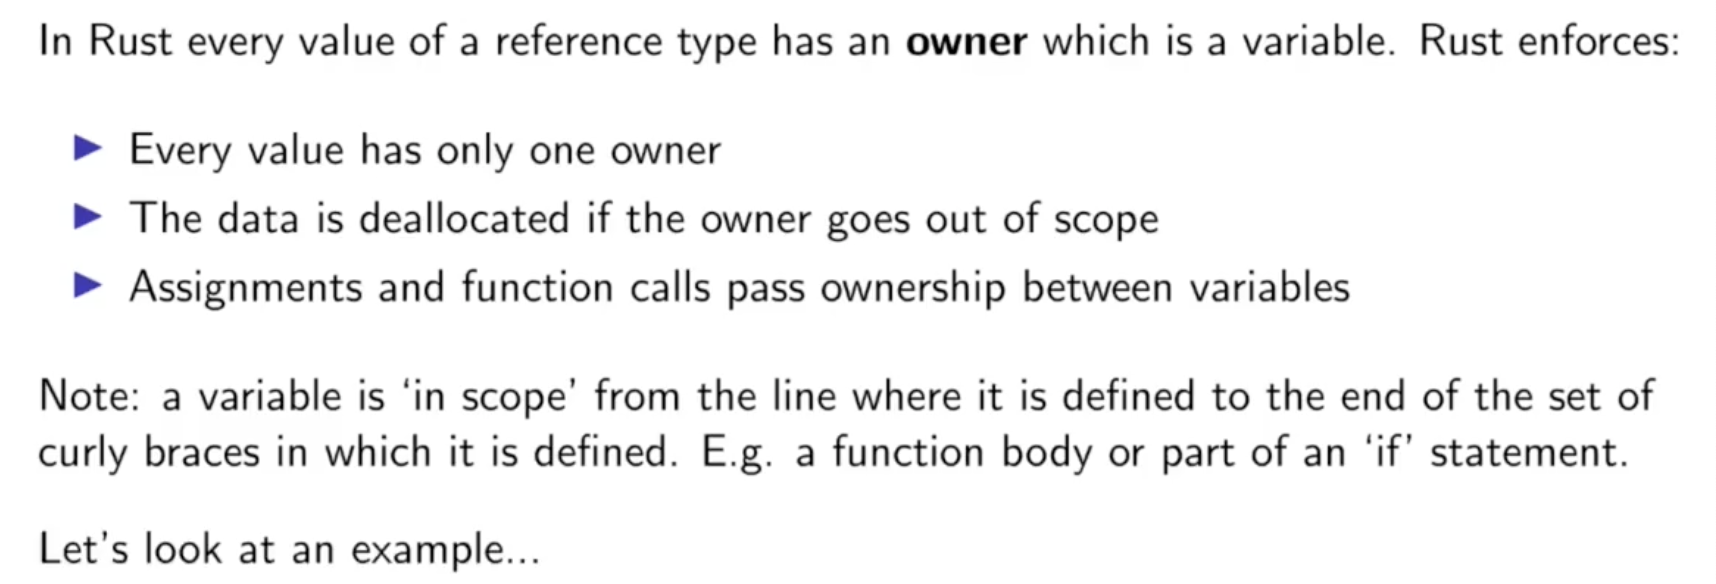 In Rust every value of a reference type has an owner which is a variable. Rust enforces:
▶ Every value has only one owner
▶ The data is deallocated if the owner goes out of scope
▶ Assignments and function calls pass ownership between variables
Note: a variable is ‘in scope’ from the line where it is defined to the end of the set of
curly braces in which it is defined. E.g. a function body or part of an ‘if’ statement.
Let's look at an example...